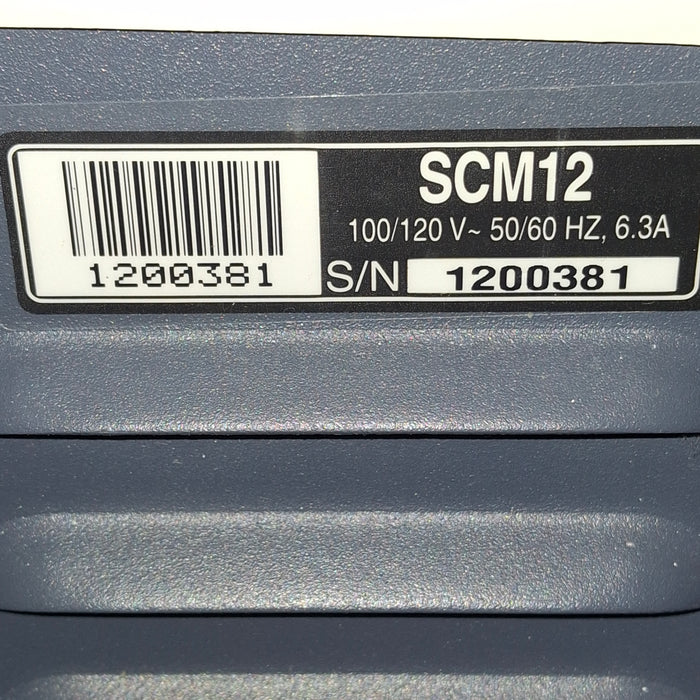 SCM12
100/120 V~ 50/60 HZ, 6.3A
1200381
S/N 1200381